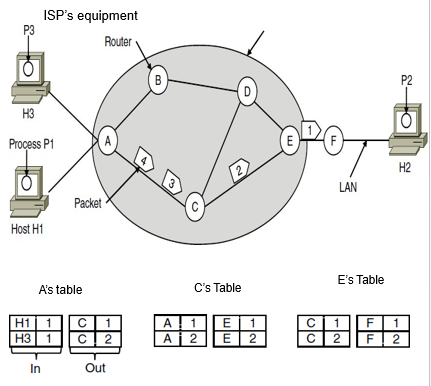 ISP's equipment
P3
Router
B
D
P2
H3
A
E
1
F
Process P1
4
3
2
H2
LAN
Packet
C
Host H1
A's table
C's Table
E's Table
H1 1 C 1 A 1 E 1 C 1 F 1
H3 1 C 2 A 2 E 2 C 2 F 2
In Out